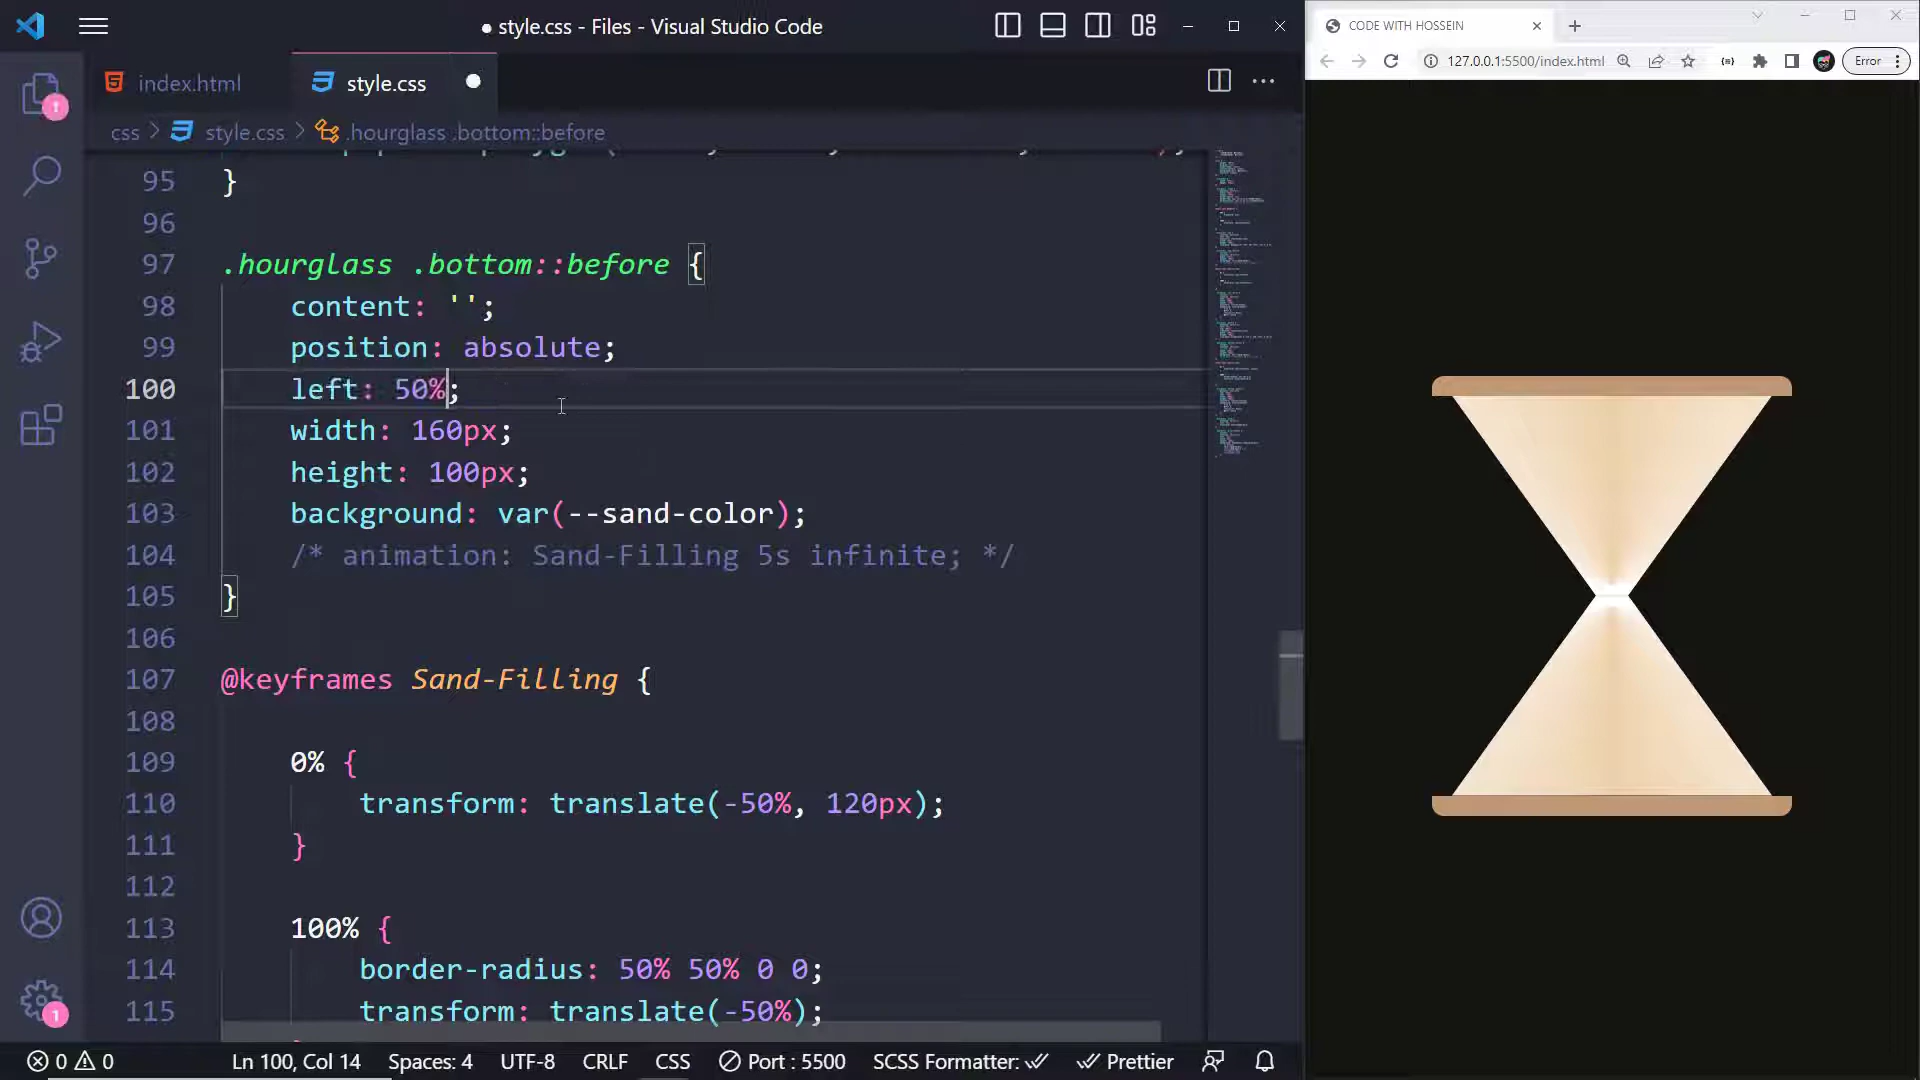 ● style.css - Files - Visual Studio Code
index.html
style.css
css > style.css > .hourglass .bottom::before
95 }
96
97 .hourglass .bottom::before {
98 content: '';
99 position: absolute;
100 left: 50%;
101 width: 160px;
102 height: 100px;
103 background: var(--sand-color);
104 /* animation: Sand-Filling 5s infinite; */
105 }
106
107 @keyframes Sand-Filling {
108
109 0% {
110 transform: translate(-50%, 120px);
111 }
112
113 100% {
114 border-radius: 50% 50% 0 0;
115 transform: translate(-50%);
1
1
0 0 Ln 100, Col 14 Spaces: 4 UTF-8 CRLF CSS Port : 5500 SCSS Formatter: Prettier
CODE WITH HOSSEIN
127.0.0.1:5500/index.html
Error